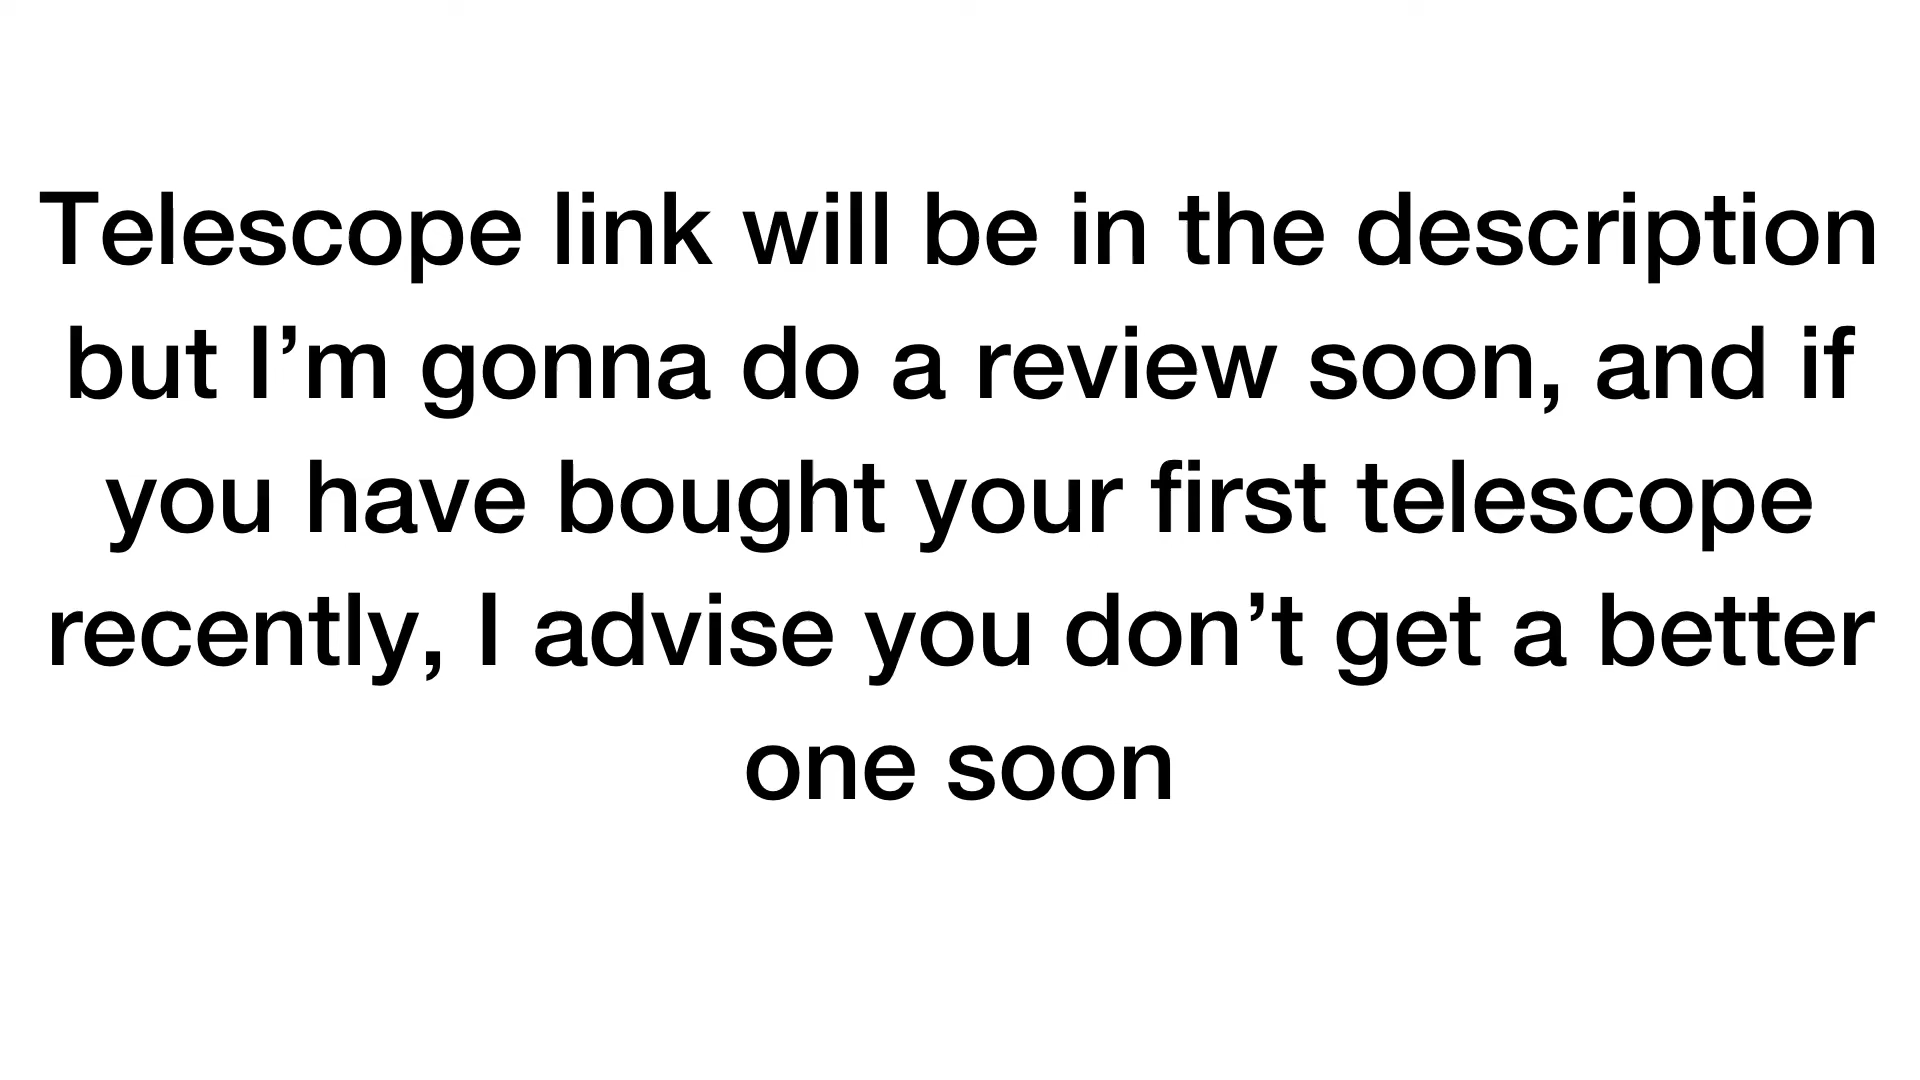 Telescope link will be in the description
but I’m gonna do a review soon, and if
you have bought your first telescope
recently, I advise you don’t get a better
one soon